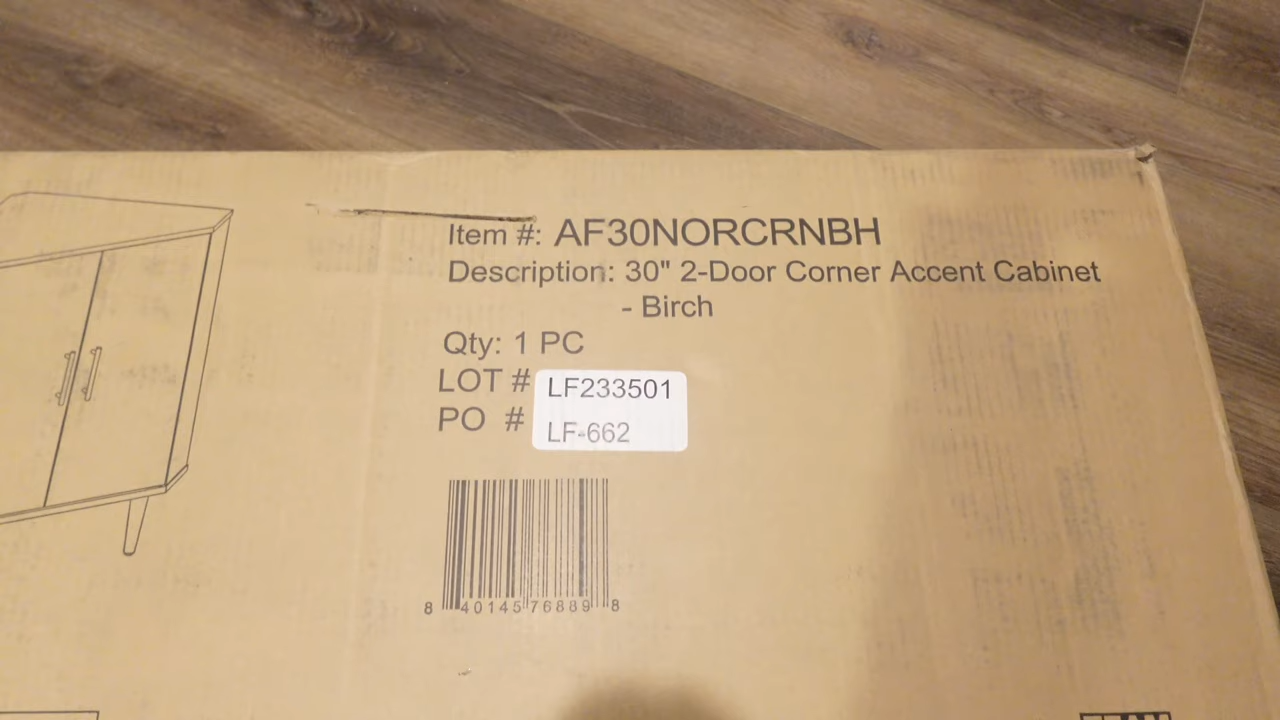 Item #: AF30NORCRNBH
Description: 30" 2-Door Corner Accent Cabinet
- Birch
Qty: 1 PC
LOT # LF233501
PO # LF-662
8 40145 76889 8